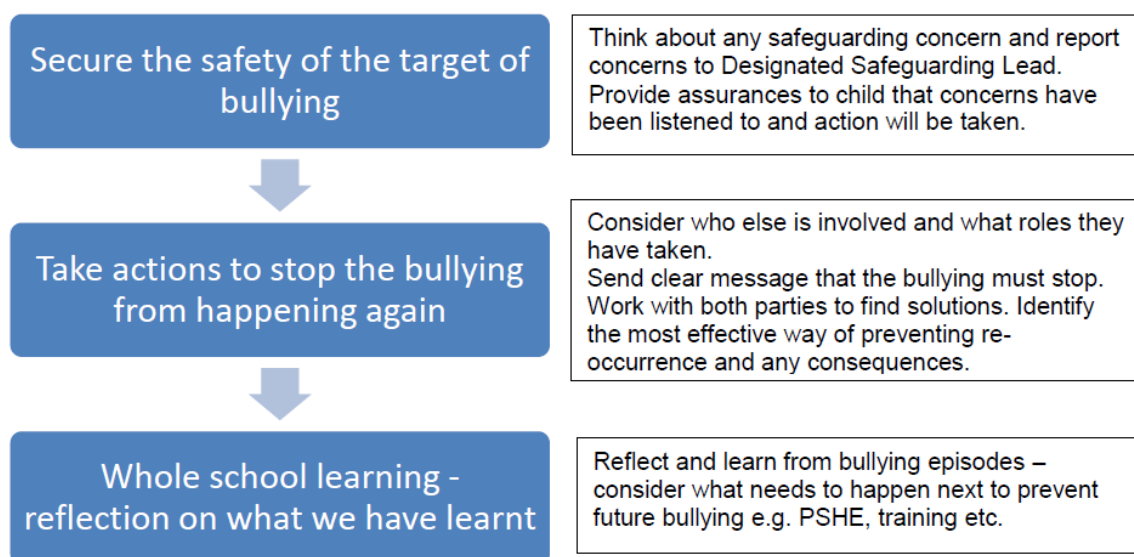 Secure the safety of the target of
bullying
Think about any safeguarding concern and report
concerns to Designated Safeguarding Lead.
Provide assurances to child that concerns have
been listened to and action will be taken.
Take actions to stop the bullying
from happening again
Consider who else is involved and what roles they
have taken.
Send clear message that the bullying must stop.
Work with both parties to find solutions. Identify
the most effective way of preventing re-
occurrence and any consequences.
Whole school learning -
reflection on what we have learnt
Reflect and learn from bullying episodes –
consider what needs to happen next to prevent
future bullying e.g. PSHE, training etc.